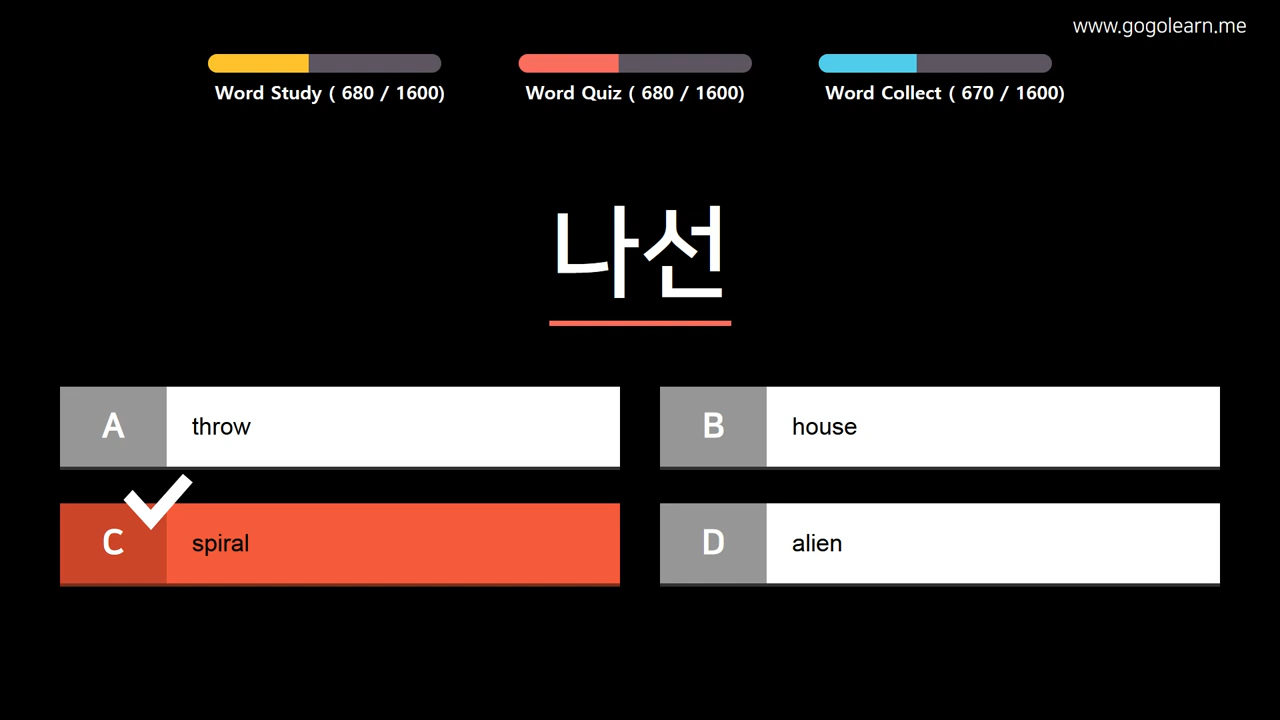 www.gogolearn.me
Word Study ( 680 / 1600)
Word Quiz ( 680 / 1600)
Word Collect ( 670 / 1600)
나선
A throw
B house
C spiral
D alien